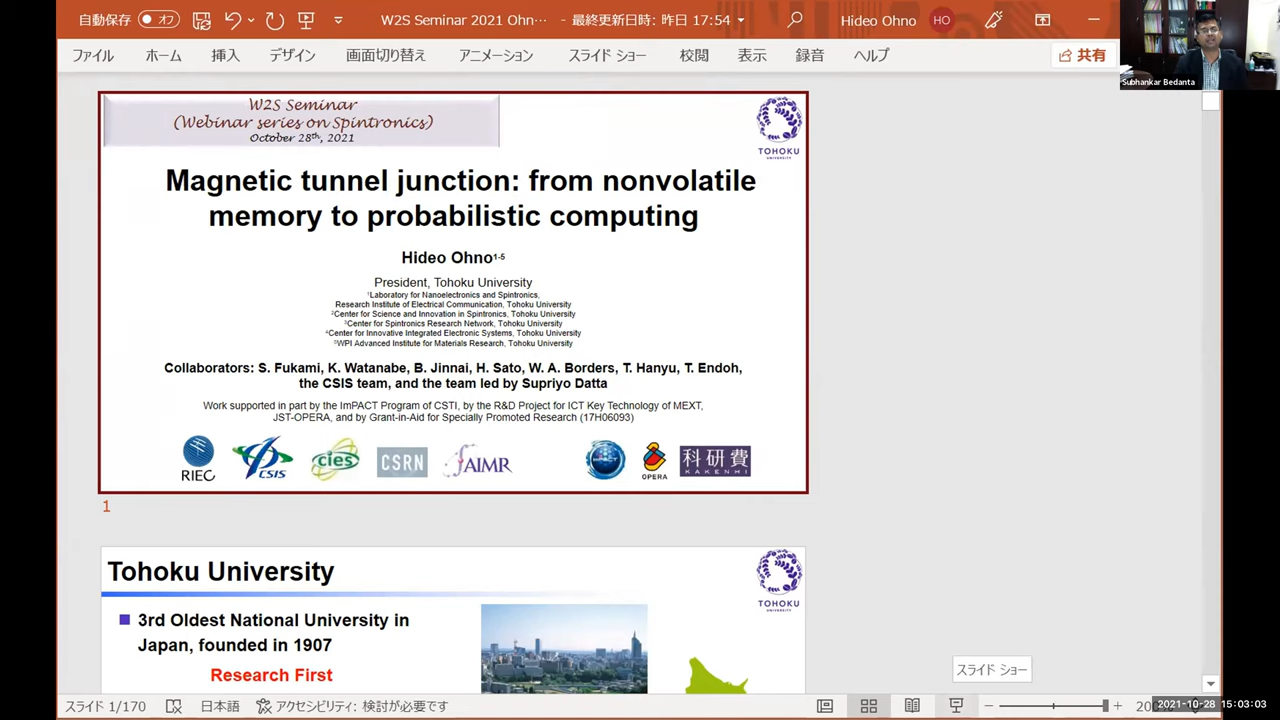 自動保存 オフ W2S Seminar 2021 Ohn… - 最終更新日時: 昨日 17:54 Hideo Ohno HO
ファイル ホーム 挿入 デザイン 画面切り替え アニメーション スライド ショー 校閲 表示 録音 ヘルプ 共有
Subhankar Bedanta
W2S Seminar
(Webinar series on Spintronics)
October 28th, 2021
TOHOKU
UNIVERSITY
Magnetic tunnel junction: from nonvolatile
memory to probabilistic computing
Hideo Ohno1-5
President, Tohoku University
1Laboratory for Nanoelectronics and Spintronics,
Research Institute of Electrical Communication, Tohoku University
2Center for Science and Innovation in Spintronics, Tohoku University
3Center for Spintronics Research Network, Tohoku University
4Center for Innovative Integrated Electronic Systems, Tohoku University
5WPI Advanced Institute for Materials Research, Tohoku University
Collaborators: S. Fukami, K. Watanabe, B. Jinnai, H. Sato, W. A. Borders, T. Hanyu, T. Endoh,
the CSIS team, and the team led by Supriyo Datta
Work supported in part by the ImPACT Program of CSTI, by the R&D Project for ICT Key Technology of MEXT,
JST-OPERA, and by Grant-in-Aid for Specially Promoted Research (17H06093)
RIEC CSIS cies CSRN AIMR ImPACT OPERA 科研費 KAKENHI
1
Tohoku University
TOHOKU
UNIVERSITY
3rd Oldest National University in
Japan, founded in 1907
Research First
スライド ショー
スライド 1/170 日本語 アクセシビリティ: 検討が必要です
2021-10-28 15:03:03